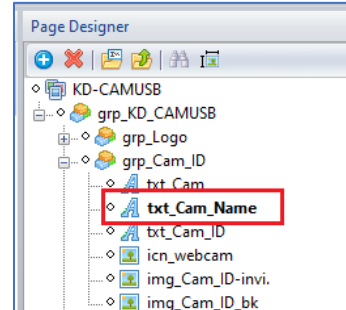 Page Designer
KD-CAMUSB
grp_KD_CAMUSB
grp_Logo
grp_Cam_ID
txt_Cam
txt_Cam_Name
txt_Cam_ID
icn_webcam
img_Cam_ID-invi.
img_Cam_ID_bk